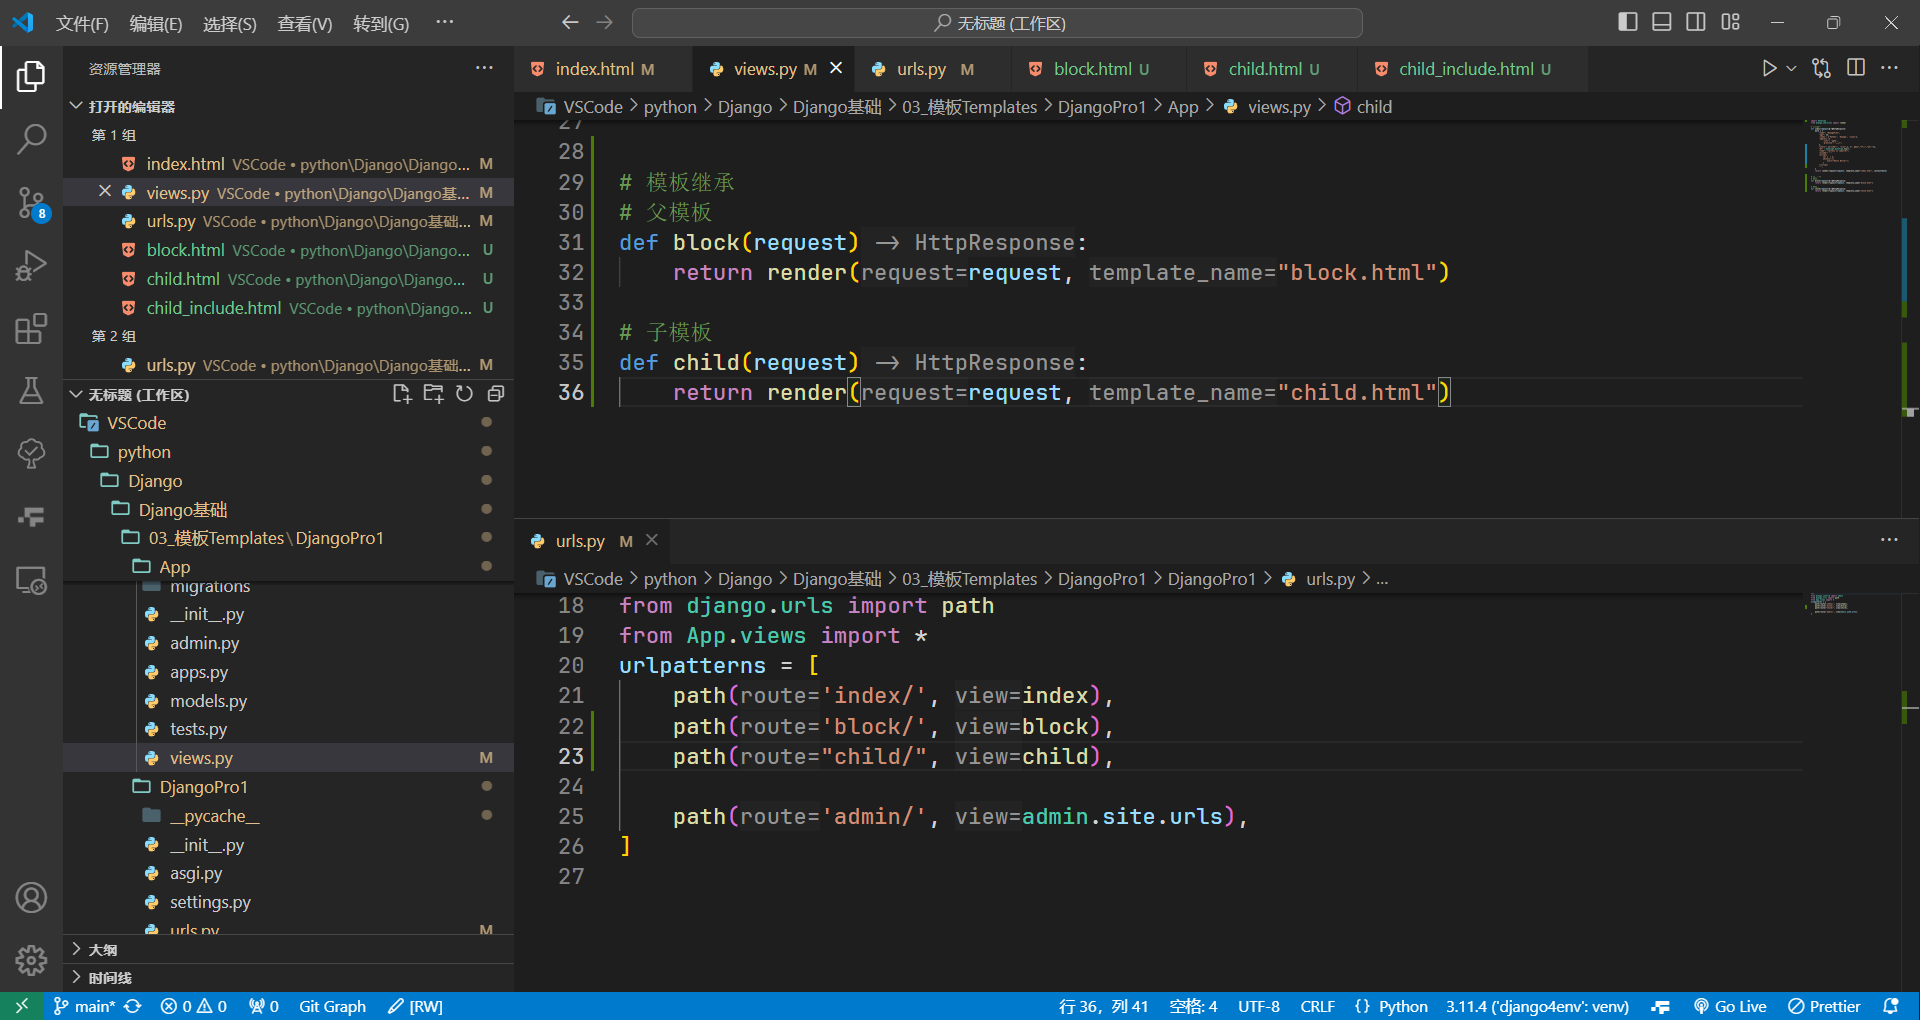 文件(F) 编辑(E) 选择(S) 查看(V) 转到(G) ··· 无标题 (工作区)
资源管理器 ···
打开的编辑器
第 1 组
index.html VSCode • python\Django\Django... M
views.py VSCode • python\Django\Django基... M
urls.py VSCode • python\Django\Django基础... M
block.html VSCode • python\Django\Django... U
child.html VSCode • python\Django\Django... U
child_include.html VSCode • python\Django... U
第 2 组
urls.py VSCode • python\Django\Django基础... M
无标题 (工作区)
VSCode
python
Django
Django基础
03_模板Templates\DjangoPro1
App
migrations
__init__.py
admin.py
apps.py
models.py
tests.py
views.py M
DjangoPro1
__pycache__
__init__.py
asgi.py
settings.py
urls.py M
大纲
时间线
8
index.html M views.py M urls.py M block.html U child.html U child_include.html U
VSCode > python > Django > Django基础 > 03_模板Templates > DjangoPro1 > App > views.py > child
27
28
29 # 模板继承
30 # 父模板
31 def block(request) -> HttpResponse:
32 return render(request=request, template_name="block.html")
33
34 # 子模板
35 def child(request) -> HttpResponse:
36 return render(request=request, template_name="child.html")
urls.py M
VSCode > python > Django > Django基础 > 03_模板Templates > DjangoPro1 > DjangoPro1 > urls.py > ...
18 from django.urls import path
19 from App.views import *
20 urlpatterns = [
21 path(route='index/', view=index),
22 path(route='block/', view=block),
23 path(route="child/", view=child),
24
25 path(route='admin/', view=admin.site.urls),
26 ]
27
main* 0 0 0 Git Graph [RW] 行 36，列 41 空格: 4 UTF-8 CRLF {} Python 3.11.4 ('django4env': venv) Go Live Prettier